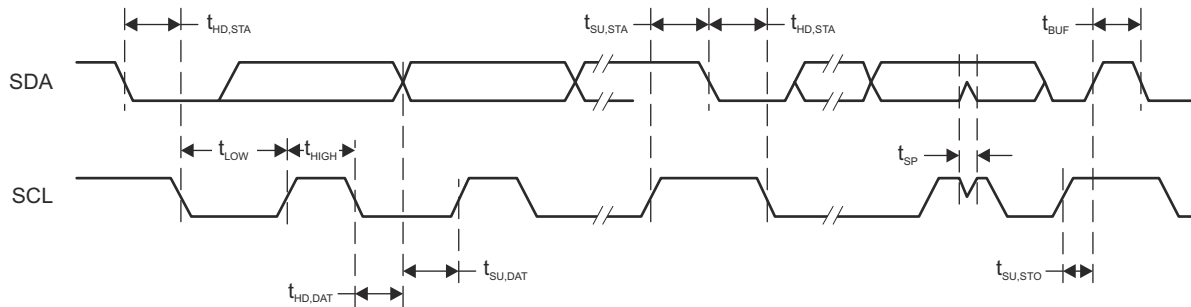 tHD,STA
tSU,STA
tHD,STA
tBUF
SDA
tLOW
tHIGH
tSP
SCL
tHD,DAT
tSU,DAT
tSU,STO